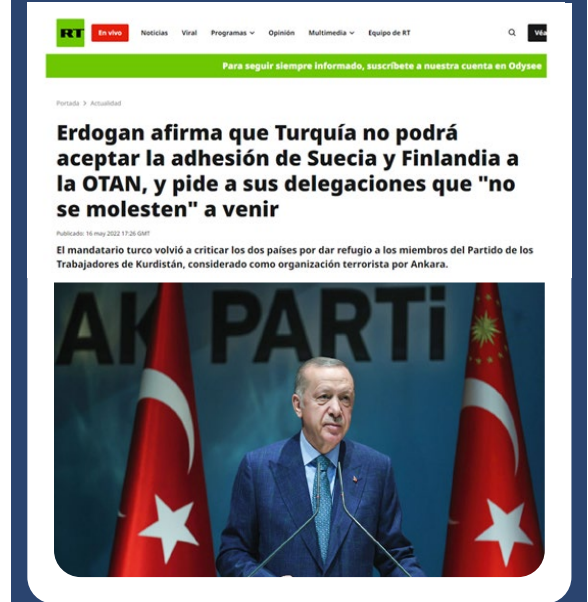 RT
En vivo
Noticias
Viral
Programas
Opinión
Multimedia
Equipo de RT
Véa
Para seguir siempre informado, suscríbete a nuestra cuenta en Odysee
Portada > Actualidad
Erdogan afirma que Turquía no podrá
aceptar la adhesión de Suecia y Finlandia a
la OTAN, y pide a sus delegaciones que "no
se molesten" a venir
Publicado: 16 may 2022 17:26 GMT
El mandatario turco volvió a criticar los dos países por dar refugio a los miembros del Partido de los
Trabajadores de Kurdistán, considerado como organización terrorista por Ankara.
AK PARTi